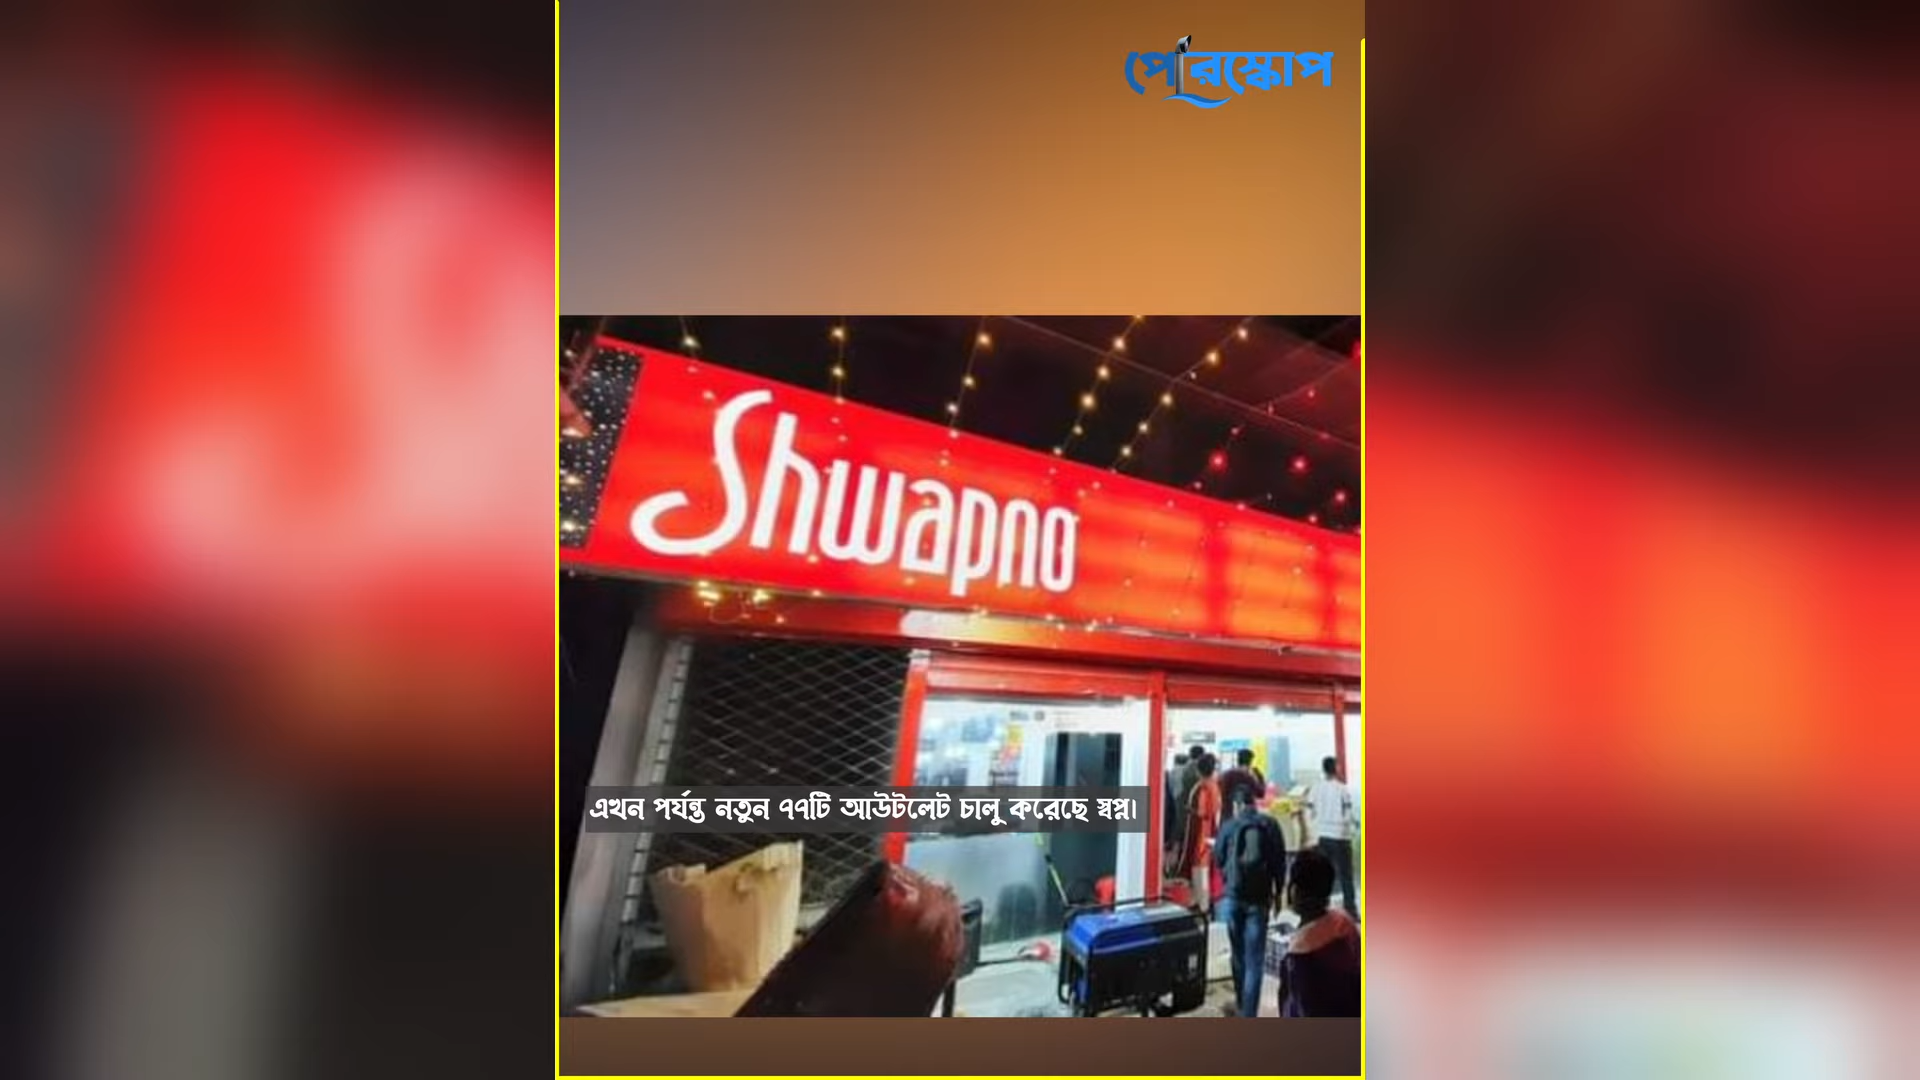 পেরিস্কোপ
Shwapno
এখন পর্যন্ত নতুন ৭৭টি আউটলেট চালু করেছে স্বপ্ন।